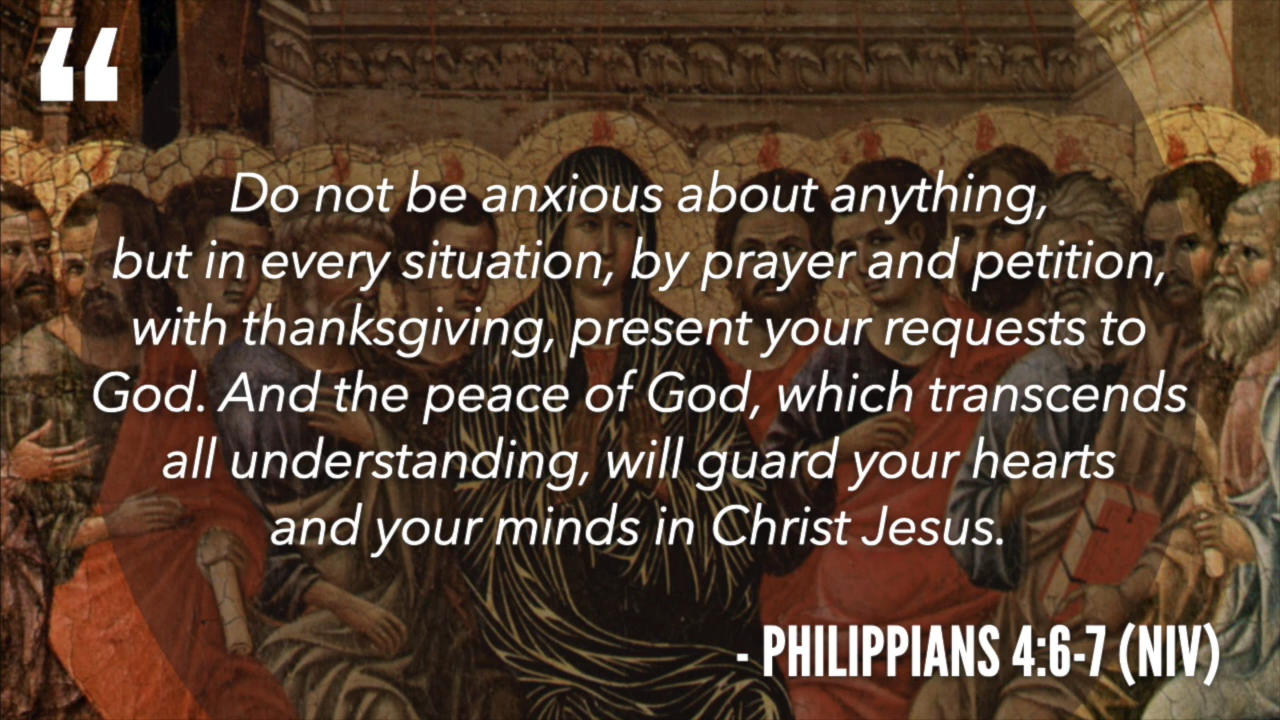 “
Do not be anxious about anything,
but in every situation, by prayer and petition,
with thanksgiving, present your requests to
God. And the peace of God, which transcends
all understanding, will guard your hearts
and your minds in Christ Jesus.
- PHILIPPIANS 4:6-7 (NIV)